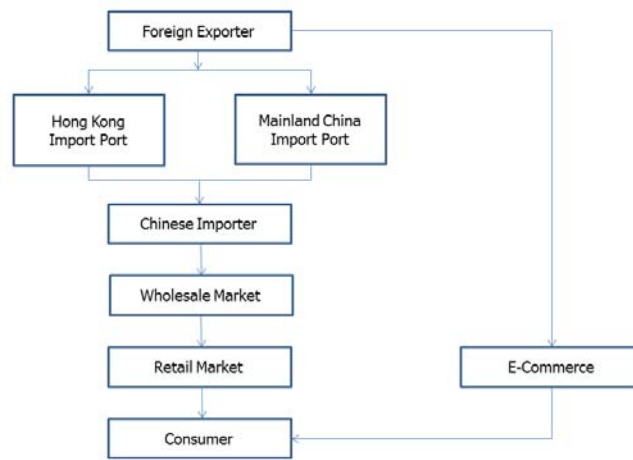 Foreign Exporter
Hong Kong
Import Port
Mainland China
Import Port
Chinese Importer
Wholesale Market
Retail Market
E-Commerce
Consumer